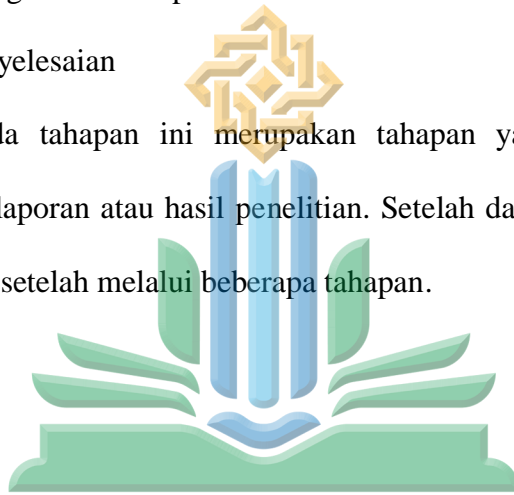 yelesaian
da tahapan ini merupakan tahapan ya
laporan atau hasil penelitian. Setelah da
setelah melalui beberapa tahapan.